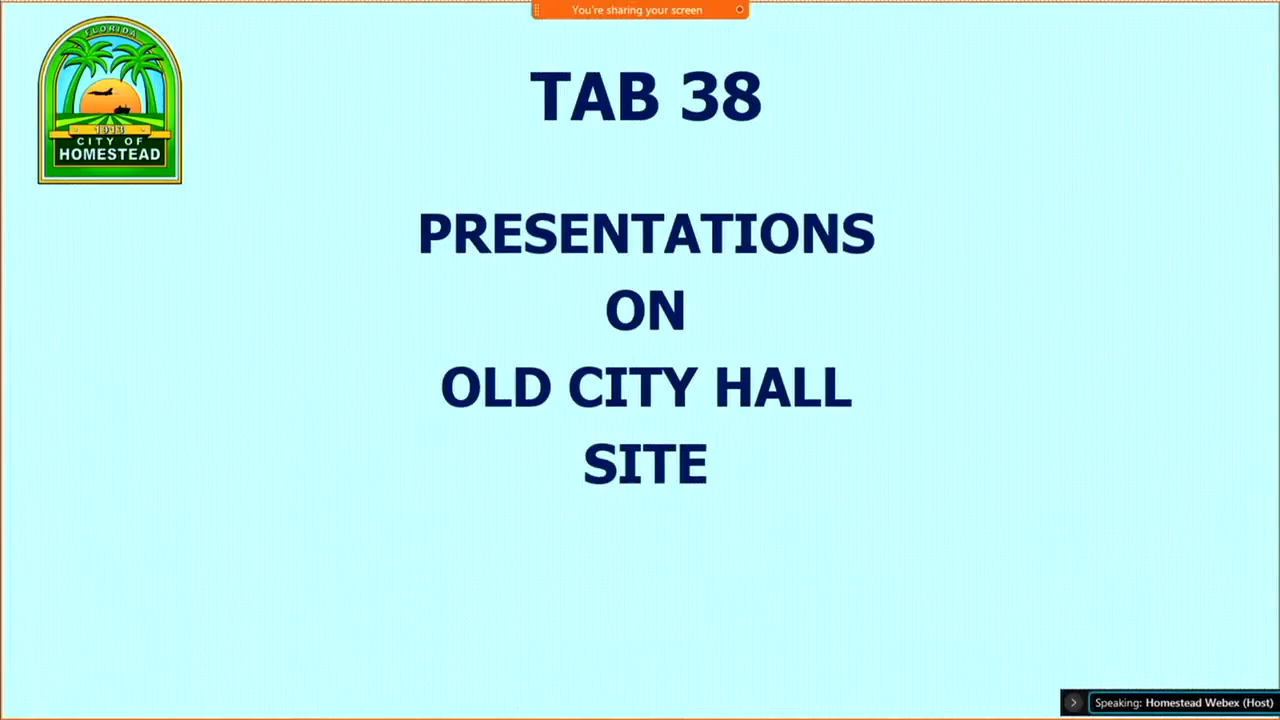 You're sharing your screen
FLORIDA
1913
CITY OF
HOMESTEAD
TAB 38
PRESENTATIONS
ON
OLD CITY HALL
SITE
Speaking: Homestead Webex (Host)